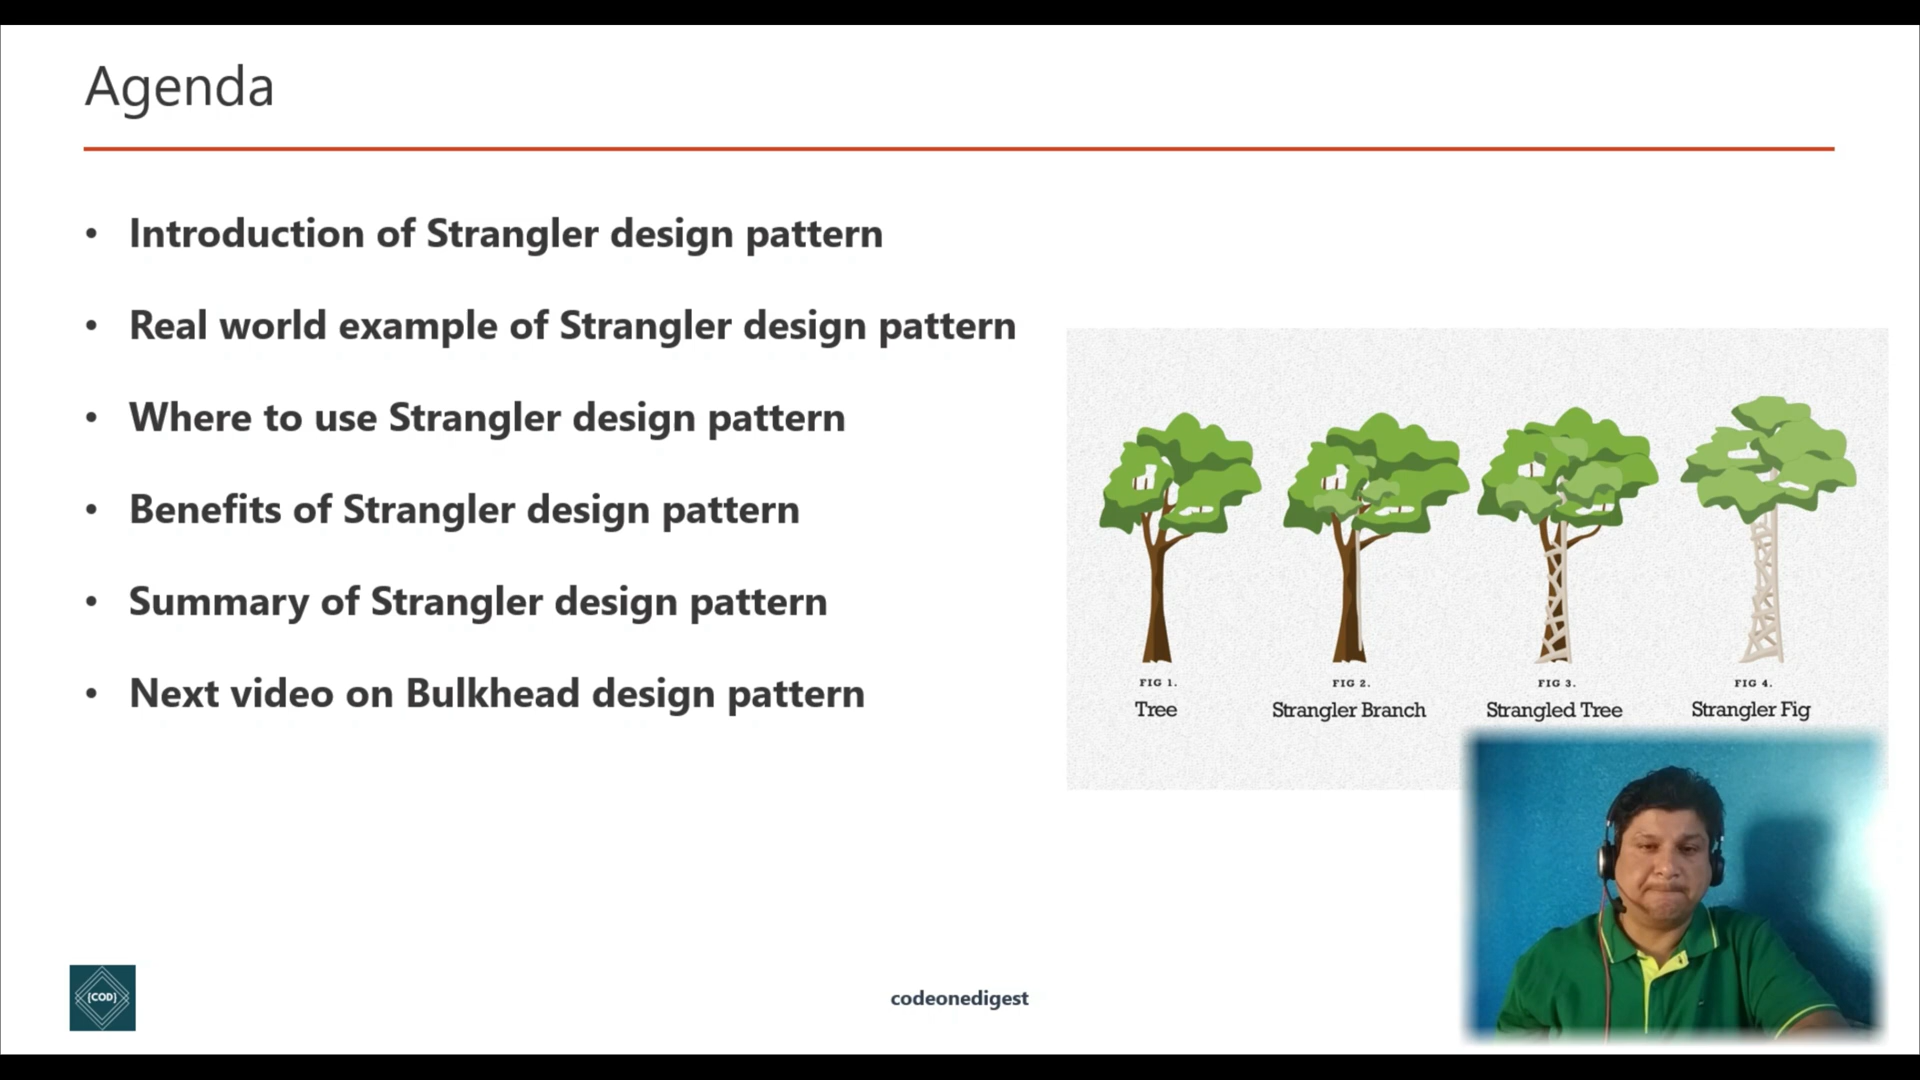 Agenda
• Introduction of Strangler design pattern
• Real world example of Strangler design pattern
• Where to use Strangler design pattern
• Benefits of Strangler design pattern
• Summary of Strangler design pattern
• Next video on Bulkhead design pattern
FIG 1.
Tree
FIG 2.
Strangler Branch
FIG 3.
Strangled Tree
FIG 4.
Strangler Fig
{COD}
codeonedigest